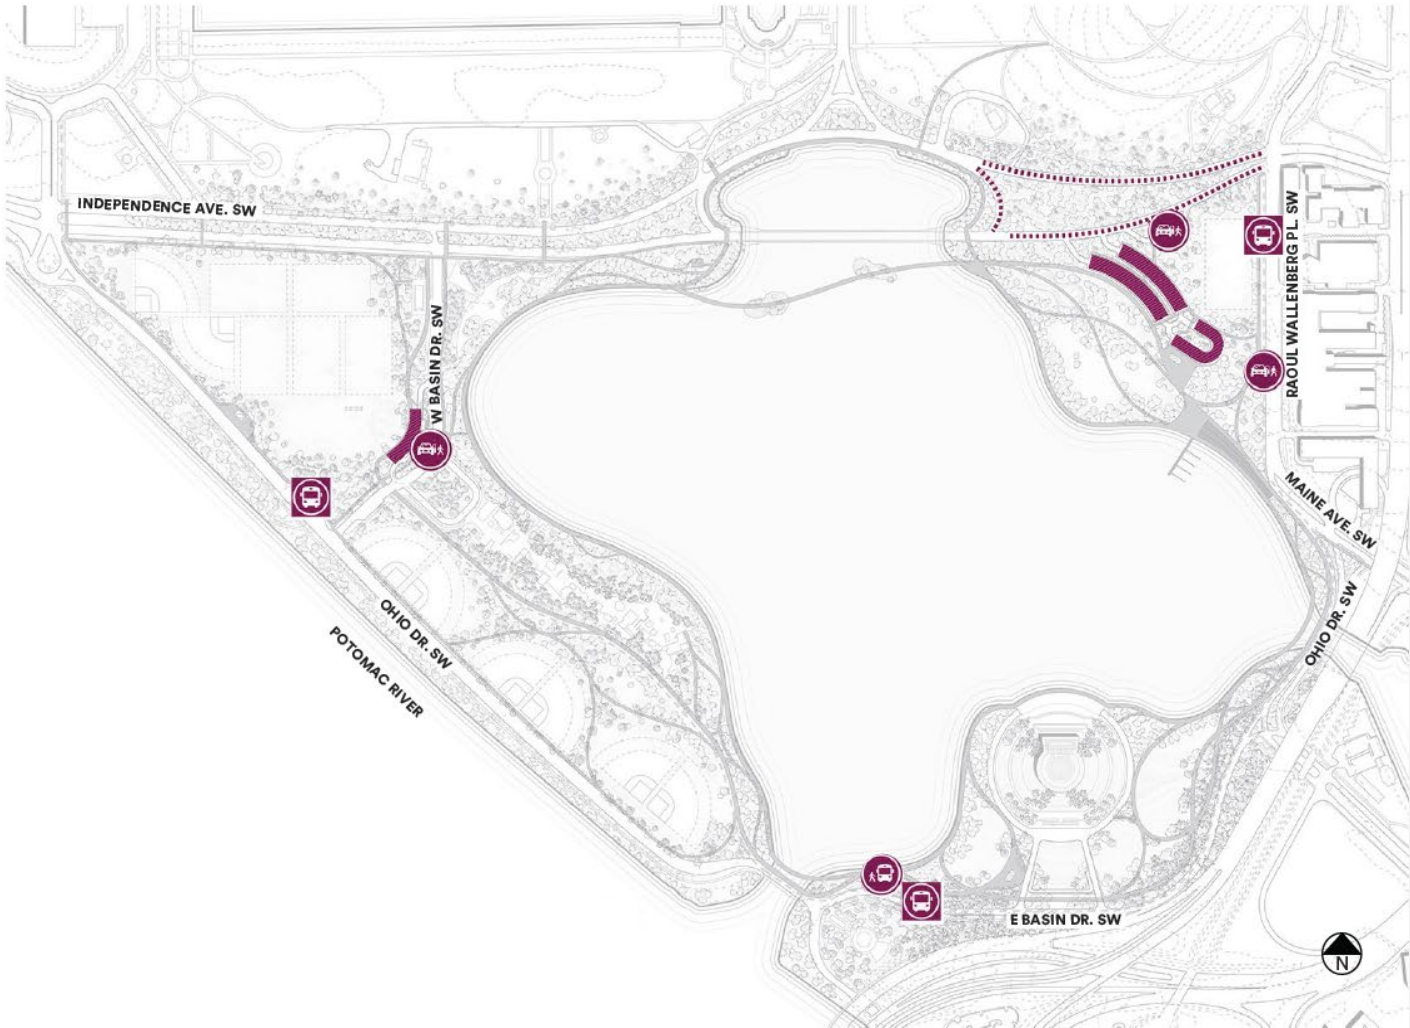 INDEPENDENCE AVE. SW
RAOUL WALLENBERG PL. SW
W BASIN DR. SW
MAINE AVE. SW
OHIO DR. SW
OHIO DR. SW
POTOMAC RIVER
E BASIN DR. SW
N